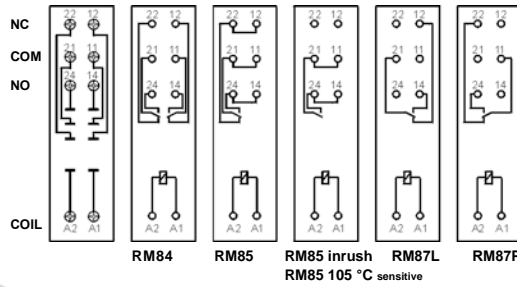 NC 22 12 22 12 22 12 22 12 22 12 22 12
COM 21 11 21 11 21 11 21 11 21 11 21 11
NO 24 14 24 14 24 14 24 14 24 14 24 14
COIL A2 A1 A2 A1 A2 A1 A2 A1 A2 A1 A2 A1
RM84 RM85 RM85 inrush RM87L RM87P
RM85 105 °C sensitive